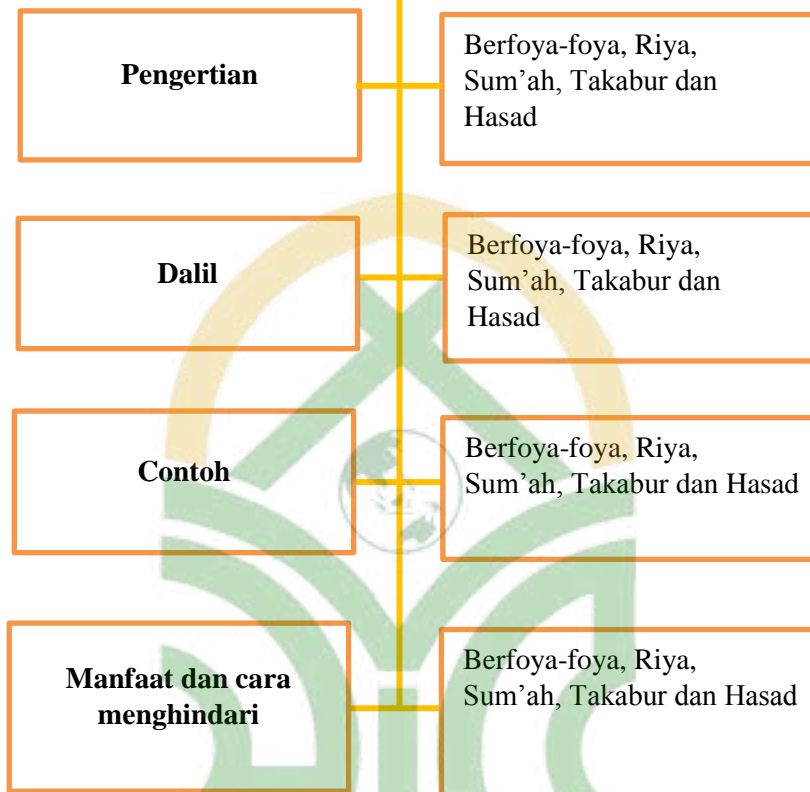 Pengertian
Berfoya-foya, Riya,
Sum’ah, Takabur dan
Hasad
Dalil
Berfoya-foya, Riya,
Sum’ah, Takabur dan
Hasad
Contoh
Berfoya-foya, Riya,
Sum’ah, Takabur dan Hasad
Manfaat dan cara
menghindari
Berfoya-foya, Riya,
Sum’ah, Takabur dan Hasad